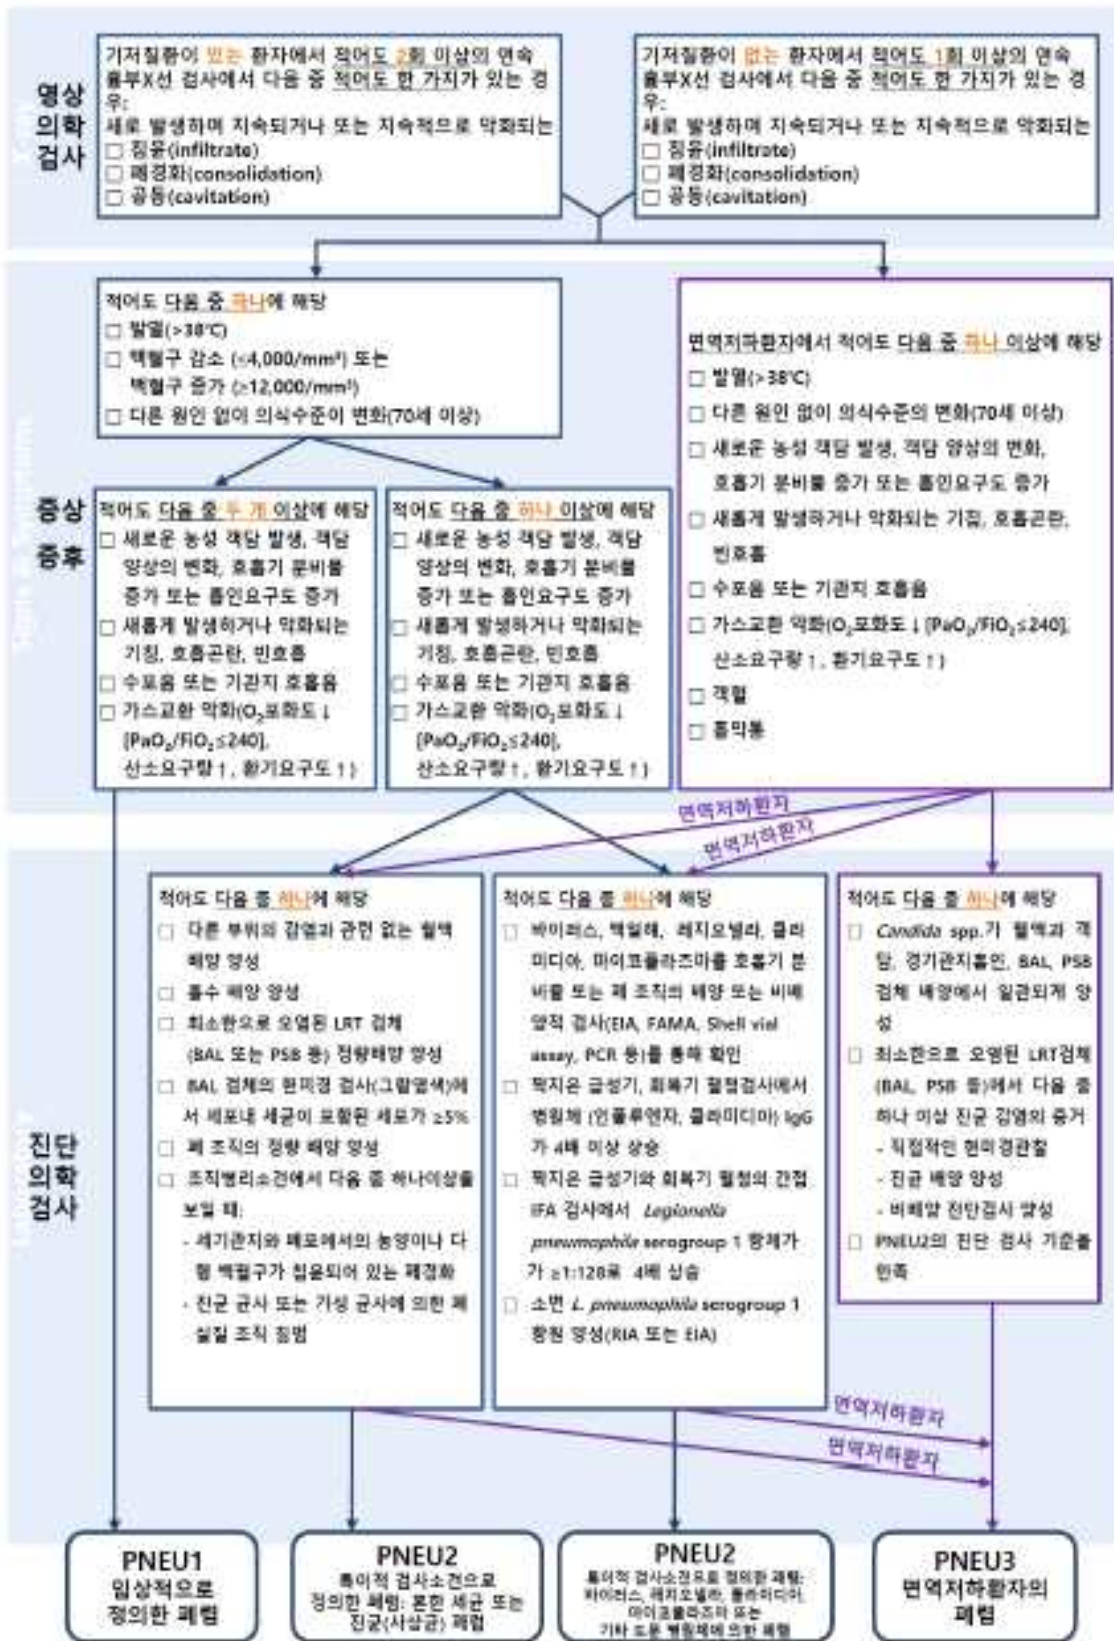 영상
의학
검사
기저질환이 있는 환자에서 적어도 2회 이상의 연속
흉부X선 검사에서 다음 중 적어도 한 가지가 있는 경
우:
새로 발생하며 지속되거나 또는 지속적으로 악화되는
□ 침윤(infiltrate)
□ 폐경화(consolidation)
□ 공동(cavitation)
기저질환이 없는 환자에서 적어도 1회 이상의 연속
흉부X선 검사에서 다음 중 적어도 한 가지가 있는 경
우:
새로 발생하며 지속되거나 또는 지속적으로 악화되는
□ 침윤(infiltrate)
□ 폐경화(consolidation)
□ 공동(cavitation)
증상
증후
적어도 다음 중 하나에 해당
□ 발열(>38℃)
□ 백혈구 감소 (≤4,000/mm³) 또는
백혈구 증가 (≥12,000/mm³)
□ 다른 원인 없이 의식수준이 변화(70세 이상)
적어도 다음 중 두 개 이상에 해당
□ 새로운 농성 객담 발생, 객담
양상의 변화, 호흡기 분비물
증가 또는 흡인요구도 증가
□ 새롭게 발생하거나 악화되는
기침, 호흡곤란, 빈호흡
□ 수포음 또는 기관지 호흡음
□ 가스교환 악화(O₂포화도↓
[PaO₂/FiO₂≤240],
산소요구량↑, 환기요구도↑)
적어도 다음 중 하나 이상에 해당
□ 새로운 농성 객담 발생, 객담
양상의 변화, 호흡기 분비물
증가 또는 흡인요구도 증가
□ 새롭게 발생하거나 악화되는
기침, 호흡곤란, 빈호흡
□ 수포음 또는 기관지 호흡음
□ 가스교환 악화(O₂포화도↓
[PaO₂/FiO₂≤240],
산소요구량↑, 환기요구도↑)
면역저하환자에서 적어도 다음 중 하나 이상에 해당
□ 발열(>38℃)
□ 다른 원인 없이 의식수준의 변화(70세 이상)
□ 새로운 농성 객담 발생, 객담 양상의 변화,
호흡기 분비물 증가 또는 흡인요구도 증가
□ 새롭게 발생하거나 악화되는 기침, 호흡곤란,
빈호흡
□ 수포음 또는 기관지 호흡음
□ 가스교환 악화(O₂포화도↓ [PaO₂/FiO₂≤240],
산소요구량↑, 환기요구도↑)
□ 객혈
□ 흉막통
면역저하환자
면역저하환자
진단
의학
검사
적어도 다음 중 하나에 해당
□ 다른 부위의 감염과 관련 없는 혈액
배양 양성
□ 흉수 배양 양성
□ 최소한으로 오염된 LRT 검체
(BAL 또는 PSB 등) 정량배양 양성
□ BAL 검체의 현미경 검사(그람염색)에
서 세포내 세균이 포함된 세포가 ≥5%
□ 폐 조직의 정량 배양 양성
□ 조직병리소견에서 다음 중 하나이상을
보일 때:
- 세기관지와 폐포에서의 농양이나 다
형 백혈구가 침윤되어 있는 폐경화
- 진균 균사 또는 가성 균사에 의한 폐
실질 조직 침범
적어도 다음 중 하나에 해당
□ 바이러스, 백일해, 레지오넬라, 클라
미디아, 마이코플라즈마를 호흡기 분
비물 또는 폐 조직의 배양 또는 비배
양적 검사(EIA, FAMA, Shell vial
assay, PCR 등)를 통해 확인
□ 짝지은 급성기, 회복기 혈청검사에서
병원체 (인플루엔자, 클라미디아) IgG
가 4배 이상 상승
□ 짝지은 급성기와 회복기 혈청의 간접
IFA 검사에서 Legionella
pneumophila serogroup 1 항체가
가 ≥1:128로 4배 상승
□ 소변 L. pneumophila serogroup 1
항원 양성(RIA 또는 EIA)
적어도 다음 중 하나에 해당
□ Candida spp.가 혈액과 객
담, 경기관지흡인, BAL, PSB
검체 배양에서 일관되게 양
성
□ 최소한으로 오염된 LRT검체
(BAL, PSB 등)에서 다음 중
하나 이상 진균 감염의 증거
- 직접적인 현미경관찰
- 진균 배양 양성
- 비배양 진단검사 양성
□ PNEU2의 진단 검사 기준을
만족
면역저하환자
면역저하환자
PNEU1
임상적으로
정의한 폐렴
PNEU2
특이적 검사소견으로
정의한 폐렴: 흔한 세균 또는
진균(사상균) 폐렴
PNEU2
특이적 검사소견으로 정의한 폐렴:
바이러스, 레지오넬라, 클라미디아,
마이코플라즈마 또는
기타 드문 병원체에 의한 폐렴
PNEU3
면역저하환자의
폐렴